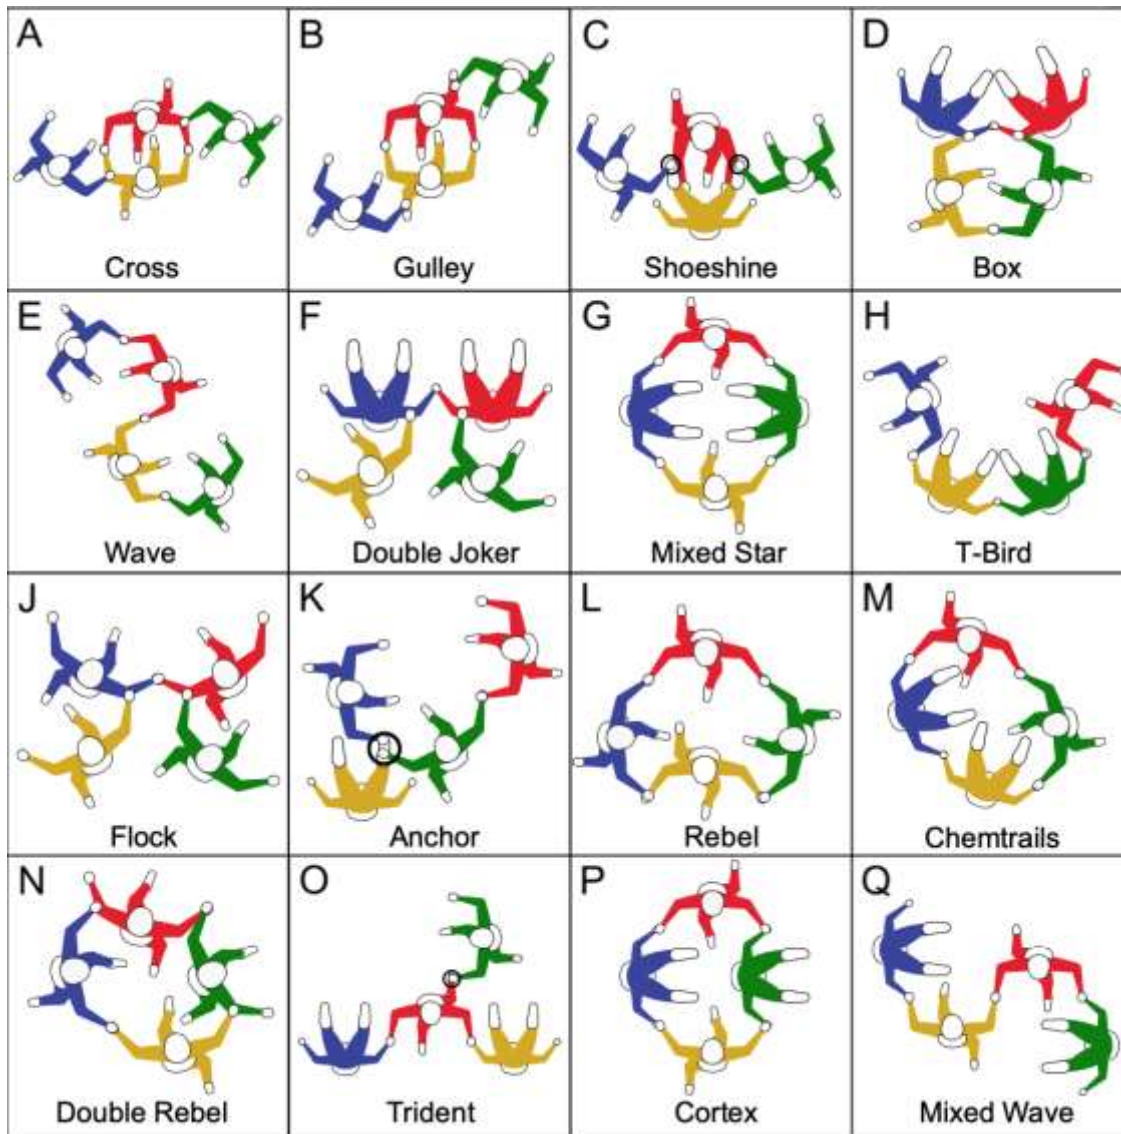 A
Cross
B
Gulley
C
Shoeshine
D
Box
E
Wave
F
Double Joker
G
Mixed Star
H
T-Bird
J
Flock
K
Anchor
L
Rebel
M
Chemtrails
N
Double Rebel
O
Trident
P
Cortex
Q
Mixed Wave